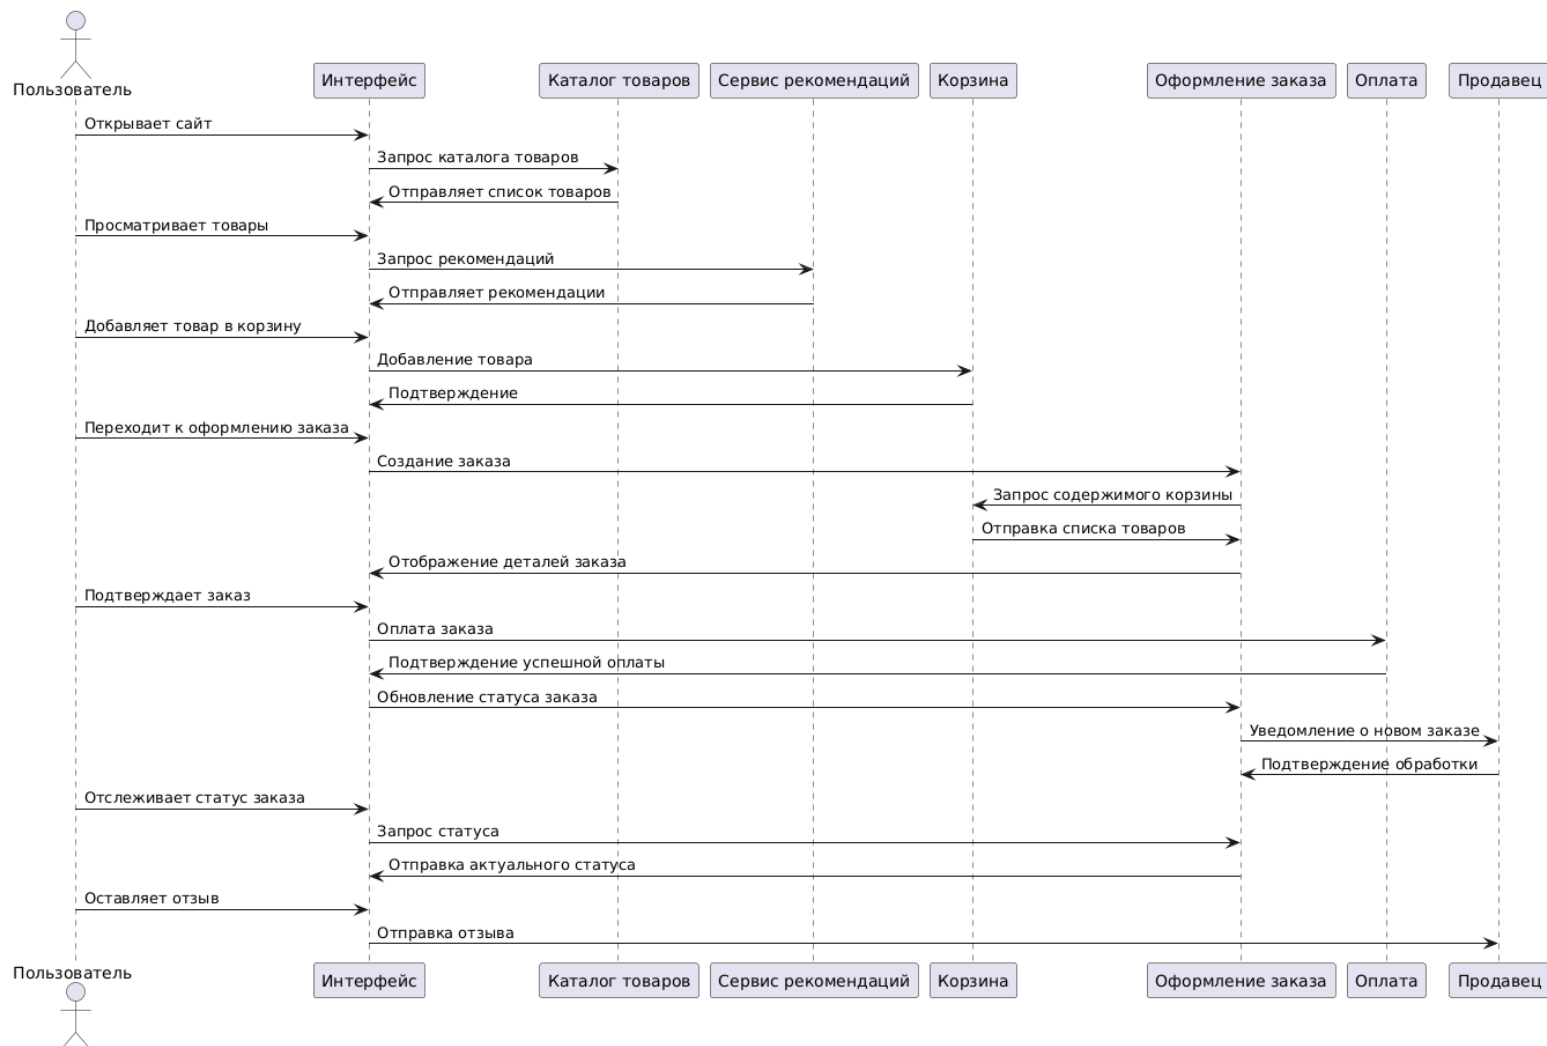 Пользователь
Интерфейс
Каталог товаров
Сервис рекомендаций
Корзина
Оформление заказа
Оплата
Продавец
Открывает сайт
Запрос каталога товаров
Отправляет список товаров
Просматривает товары
Запрос рекомендаций
Отправляет рекомендации
Добавляет товар в корзину
Добавление товара
Подтверждение
Переходит к оформлению заказа
Создание заказа
Запрос содержимого корзины
Отправка списка товаров
Отображение деталей заказа
Подтверждает заказ
Оплата заказа
Подтверждение успешной оплаты
Обновление статуса заказа
Уведомление о новом заказе
Подтверждение обработки
Отслеживает статус заказа
Запрос статуса
Отправка актуального статуса
Оставляет отзыв
Отправка отзыва
Пользователь
Интерфейс
Каталог товаров
Сервис рекомендаций
Корзина
Оформление заказа
Оплата
Продавец